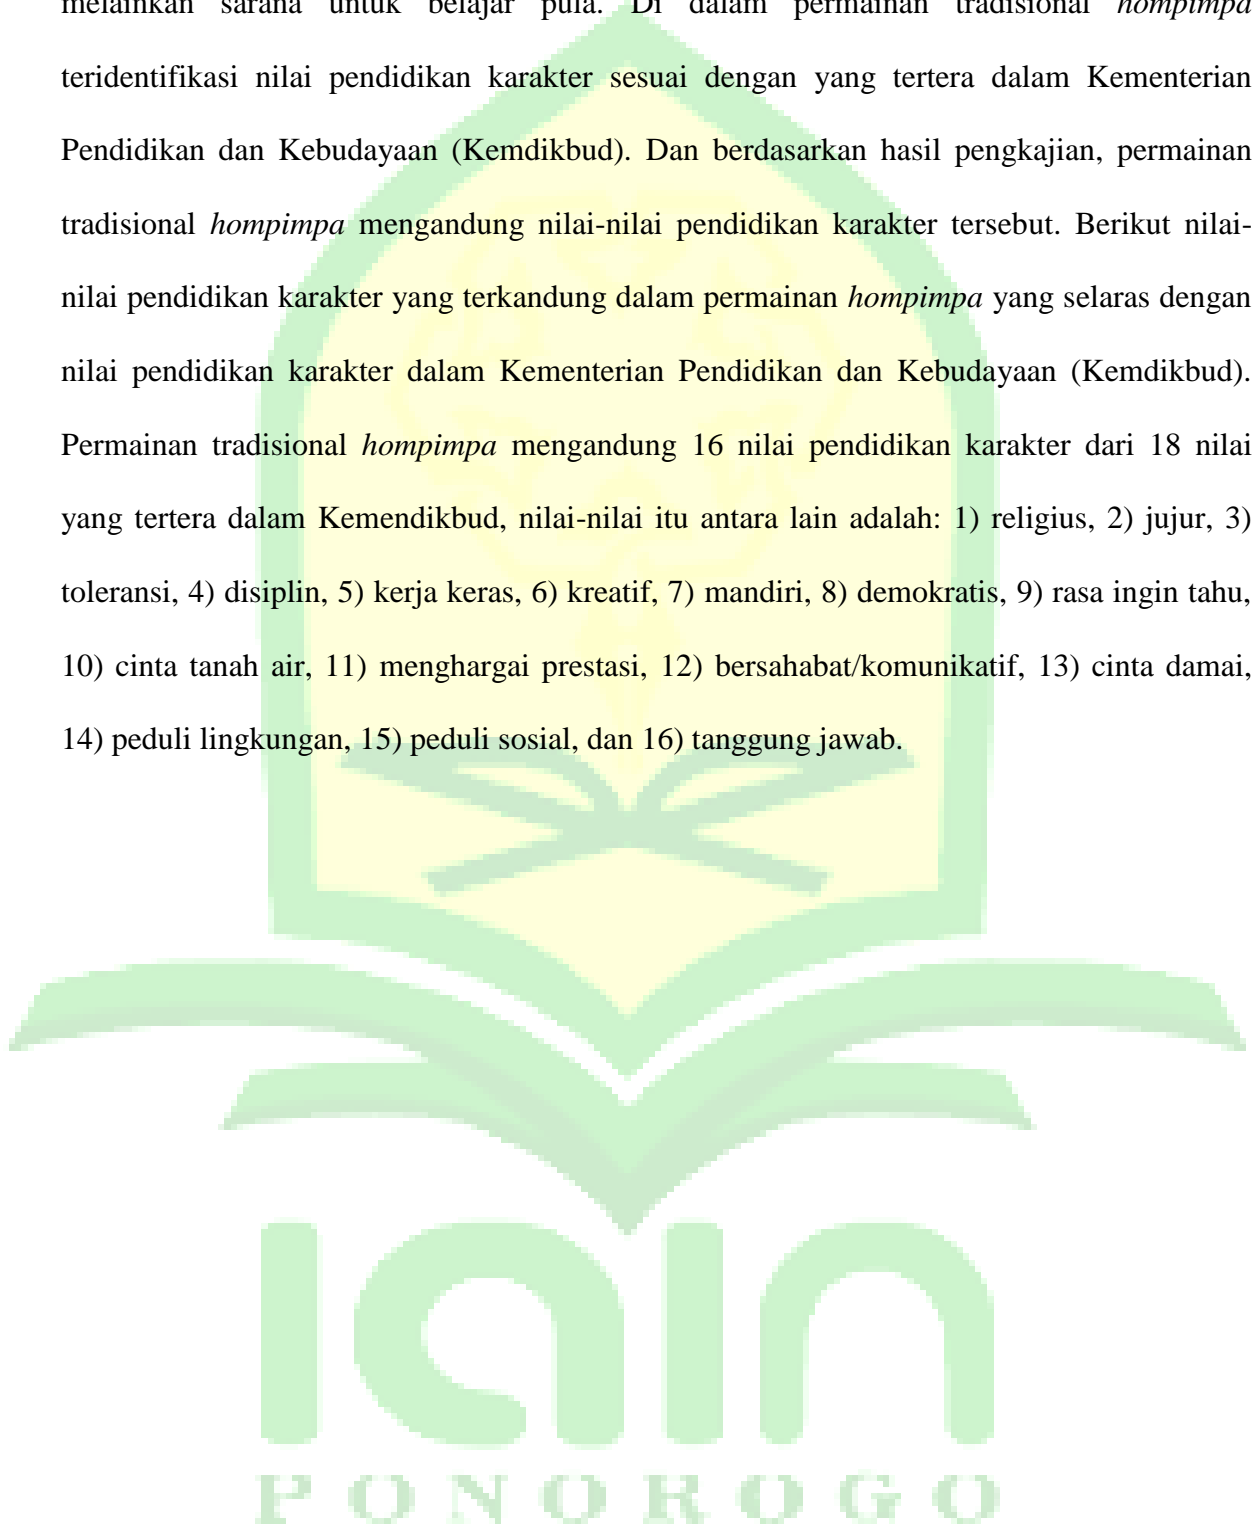 melainkan sarana untuk belajar pula. Di dalam permainan tradisional hompimpa
teridentifikasi nilai pendidikan karakter sesuai dengan yang tertera dalam Kementerian
Pendidikan dan Kebudayaan (Kemdikbud). Dan berdasarkan hasil pengkajian, permainan
tradisional hompimpa mengandung nilai-nilai pendidikan karakter tersebut. Berikut nilai-
nilai pendidikan karakter yang terkandung dalam permainan hompimpa yang selaras dengan
nilai pendidikan karakter dalam Kementerian Pendidikan dan Kebudayaan (Kemdikbud).
Permainan tradisional hompimpa mengandung 16 nilai pendidikan karakter dari 18 nilai
yang tertera dalam Kemendikbud, nilai-nilai itu antara lain adalah: 1) religius, 2) jujur, 3)
toleransi, 4) disiplin, 5) kerja keras, 6) kreatif, 7) mandiri, 8) demokratis, 9) rasa ingin tahu,
10) cinta tanah air, 11) menghargai prestasi, 12) bersahabat/komunikatif, 13) cinta damai,
14) peduli lingkungan, 15) peduli sosial, dan 16) tanggung jawab.
iain
PONOROGO